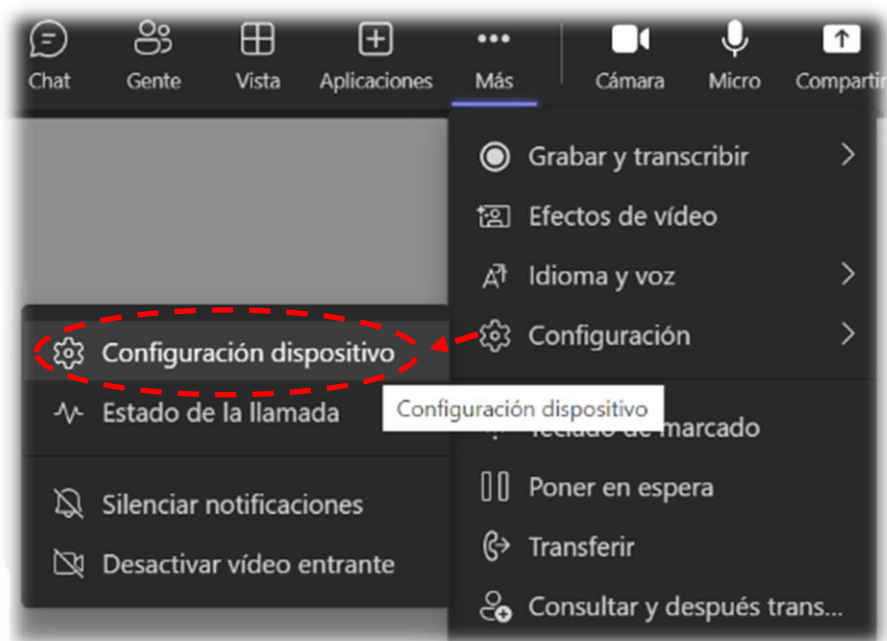 Chat Gente Vista Aplicaciones Más Cámara Micro Compartir
Grabar y transcribir
Efectos de vídeo
Idioma y voz
Configuración
Configuración dispositivo
Estado de la llamada
Silenciar notificaciones
Desactivar vídeo entrante
Configuración dispositivo
Teclado de marcado
Poner en espera
Transferir
Consultar y después trans...